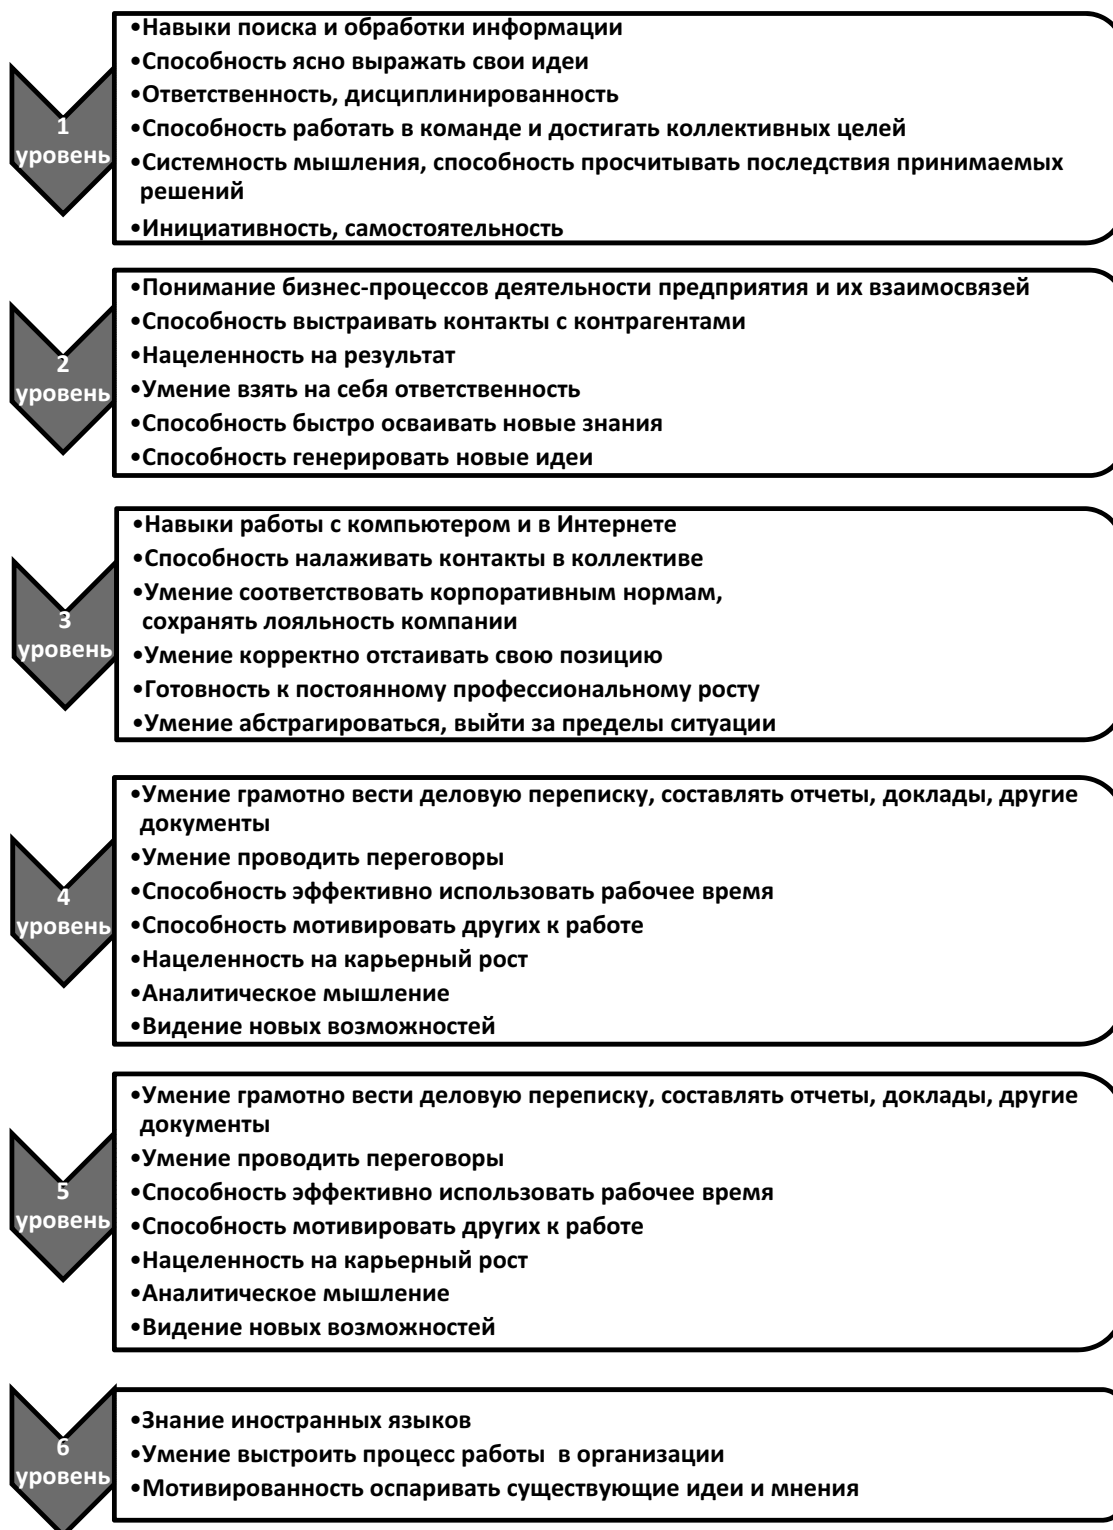 •Навыки поиска и обработки информации
•Способность ясно выражать свои идеи
•Ответственность, дисциплинированность
•Способность работать в команде и достигать коллективных целей
•Системность мышления, способность просчитывать последствия принимаемых
решений
•Инициативность, самостоятельность
1
уровень
•Понимание бизнес-процессов деятельности предприятия и их взаимосвязей
•Способность выстраивать контакты с контрагентами
•Нацеленность на результат
•Умение взять на себя ответственность
•Способность быстро осваивать новые знания
•Способность генерировать новые идеи
2
уровень
•Навыки работы с компьютером и в Интернете
•Способность налаживать контакты в коллективе
•Умение соответствовать корпоративным нормам,
сохранять лояльность компании
•Умение корректно отстаивать свою позицию
•Готовность к постоянному профессиональному росту
•Умение абстрагироваться, выйти за пределы ситуации
3
уровень
•Умение грамотно вести деловую переписку, составлять отчеты, доклады, другие
документы
•Умение проводить переговоры
•Способность эффективно использовать рабочее время
•Способность мотивировать других к работе
•Нацеленность на карьерный рост
•Аналитическое мышление
•Видение новых возможностей
4
уровень
•Умение грамотно вести деловую переписку, составлять отчеты, доклады, другие
документы
•Умение проводить переговоры
•Способность эффективно использовать рабочее время
•Способность мотивировать других к работе
•Нацеленность на карьерный рост
•Аналитическое мышление
•Видение новых возможностей
5
уровень
•Знание иностранных языков
•Умение выстроить процесс работы в организации
•Мотивированность оспаривать существующие идеи и мнения
6
уровень